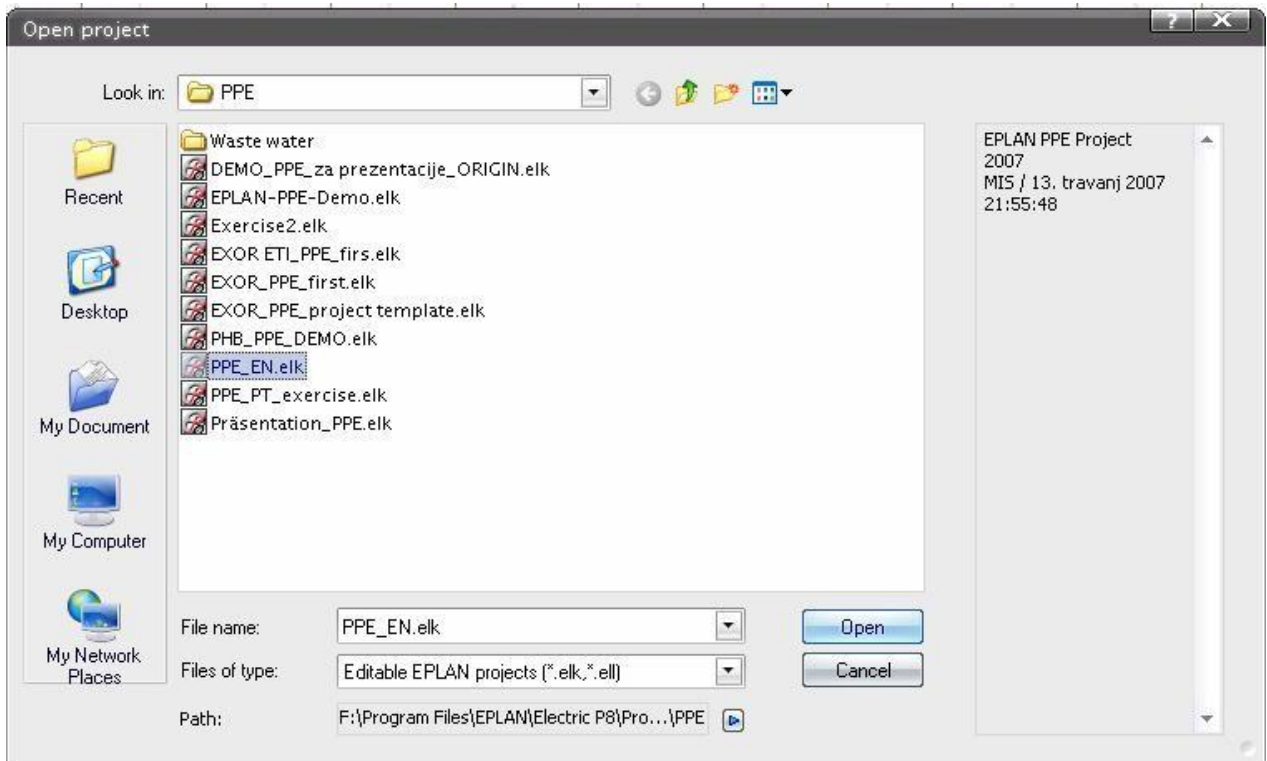 Open project
?
X
Look in: PPE
Recent
Desktop
My Document
My Computer
My Network
Places
Waste water
DEMO_PPE_za prezentacije_ORIGIN.elk
EPLAN-PPE-Demo.elk
Exercise2.elk
EXOR ETI_PPE_firs.elk
EXOR_PPE_first.elk
EXOR_PPE_project template.elk
PHB_PPE_DEMO.elk
PPE_EN.elk
PPE_PT_exercise.elk
Präsentation_PPE.elk
EPLAN PPE Project
2007
MIS / 13. travanj 2007
21:55:48
File name: PPE_EN.elk Open
Files of type: Editable EPLAN projects (*.elk,*.ell) Cancel
Path: F:\Program Files\EPLAN\Electric P8\Pro...\PPE